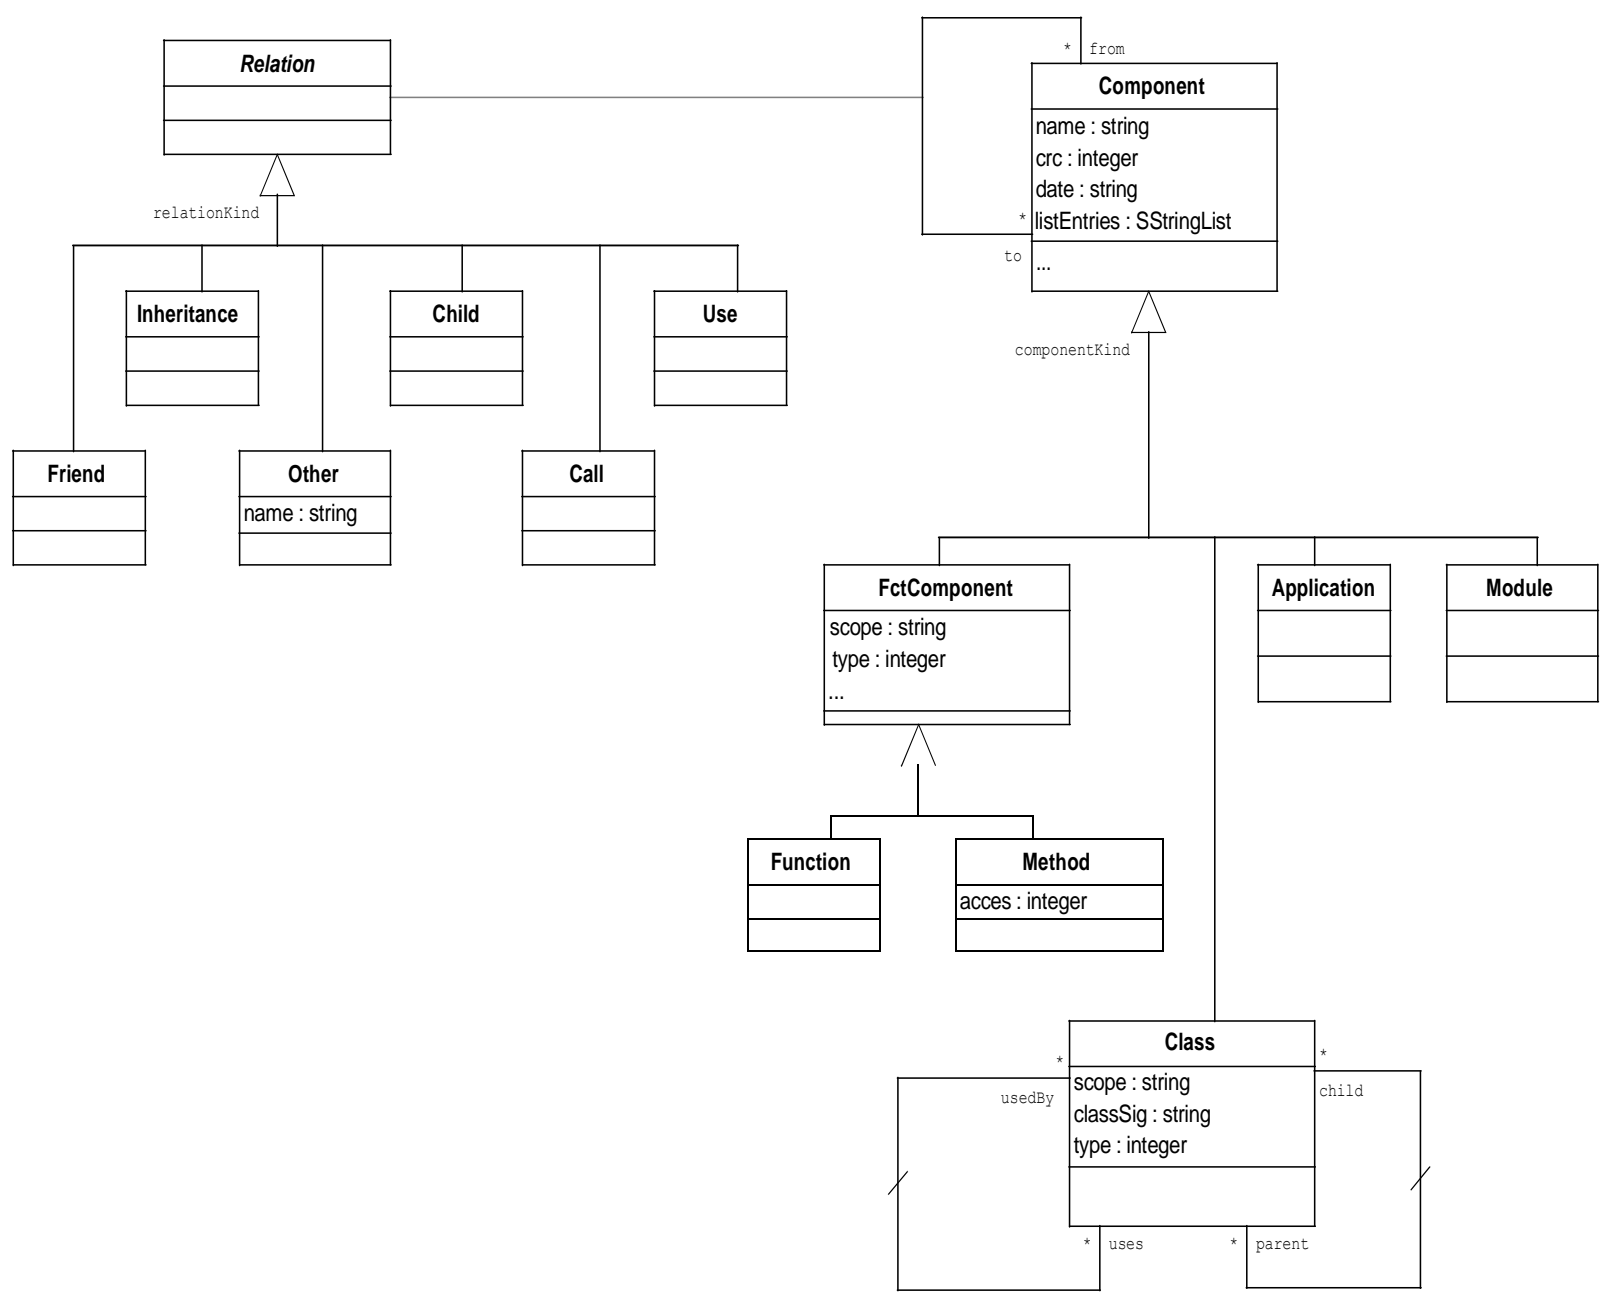 * from
Relation
Component
name : string
crc : integer
date : string
* listEntries : SStringList
to
...
relationKind
Inheritance
Child
Use
componentKind
Friend
Other
Call
name : string
FctComponent
Application
Module
scope : string
type : integer
...
Function
Method
acces : integer
Class
*
*
scope : string
usedBy
child
classSig : string
type : integer
* uses
* parent